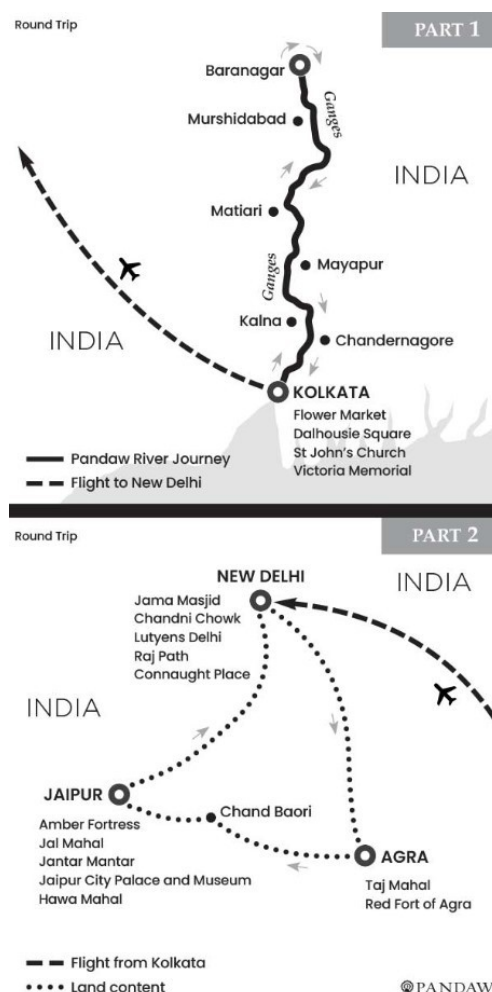 Round Trip
PART 1
Baranagar
Ganges
Murshidabad
INDIA
Matiari
Mayapur
Ganges
Kalna
INDIA
Chandernagore
KOLKATA
Flower Market
Dalhousie Square
St John's Church
Victoria Memorial
Pandaw River Journey
Flight to New Delhi
Round Trip
PART 2
NEW DELHI
INDIA
Jama Masjid
Chandni Chowk
Lutyens Delhi
Raj Path
Connaught Place
INDIA
JAIPUR
Chand Baori
Amber Fortress
Jal Mahal
Jantar Mantar
Jaipur City Palace and Museum
Hawa Mahal
AGRA
Taj Mahal
Red Fort of Agra
Flight from Kolkata
Land content
PANDAW